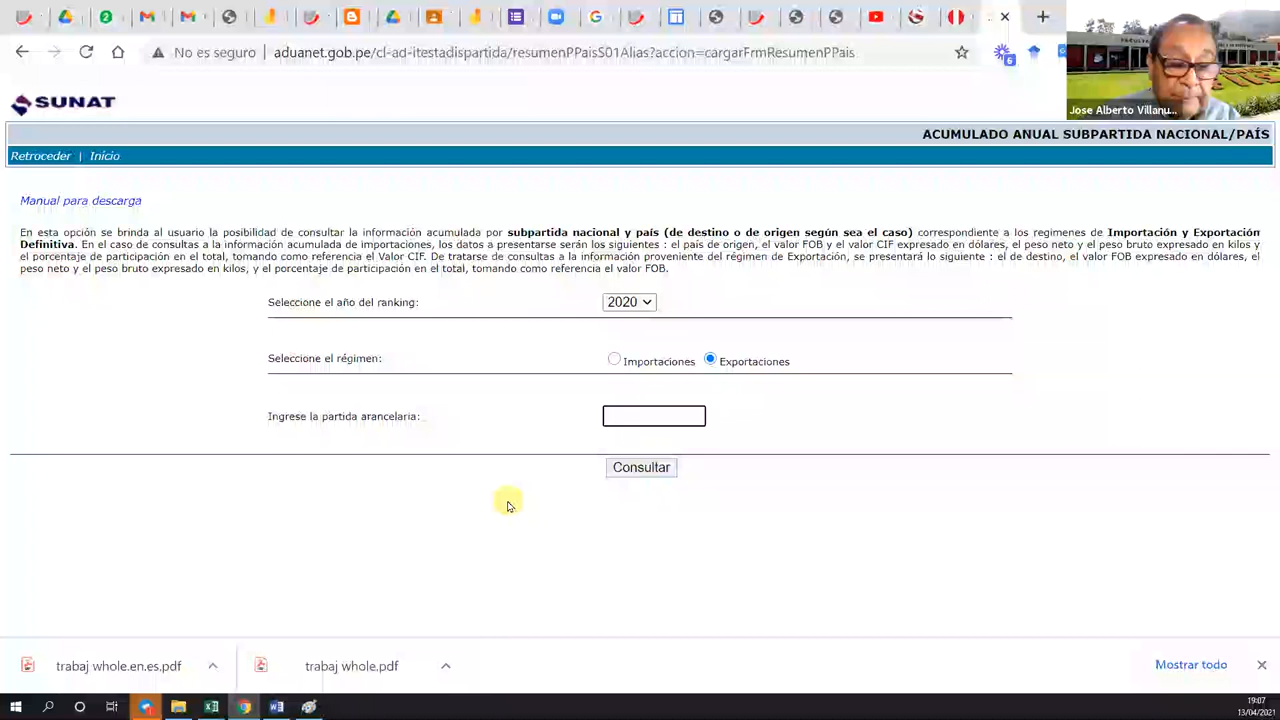 No es seguro | aduanet.gob.pe/cl-ad-itestadispartida/resumenPPaisS01Alias?accion=cargarFrmResumenPPais
6
Jose Alberto Villanu...
SUNAT
ACUMULADO ANUAL SUBPARTIDA NACIONAL/PAÍS
Retroceder | Inicio
Manual para descarga
En esta opción se brinda al usuario la posibilidad de consultar la información acumulada por subpartida nacional y país (de destino o de origen según sea el caso) correspondiente a los regimenes de Importación y Exportación
Definitiva. En el caso de consultas a la información acumulada de importaciones, los datos a presentarse serán los siguientes : el país de origen, el valor FOB y el valor CIF expresado en dólares, el peso neto y el peso bruto expresado en kilos y
el porcentaje de participación en el total, tomando como referencia el Valor CIF. De tratarse de consultas a la información proveniente del régimen de Exportación, se presentará lo siguiente : el de destino, el valor FOB expresado en dólares, el
peso neto y el peso bruto expresado en kilos, y el porcentaje de participación en el total, tomando como referencia el valor FOB.
Seleccione el año del ranking: 2020
Seleccione el régimen: Importaciones Exportaciones
Ingrese la partida arancelaria:
Consultar
trabaj whole.en.es.pdf trabaj whole.pdf Mostrar todo
19:07
13/04/2021